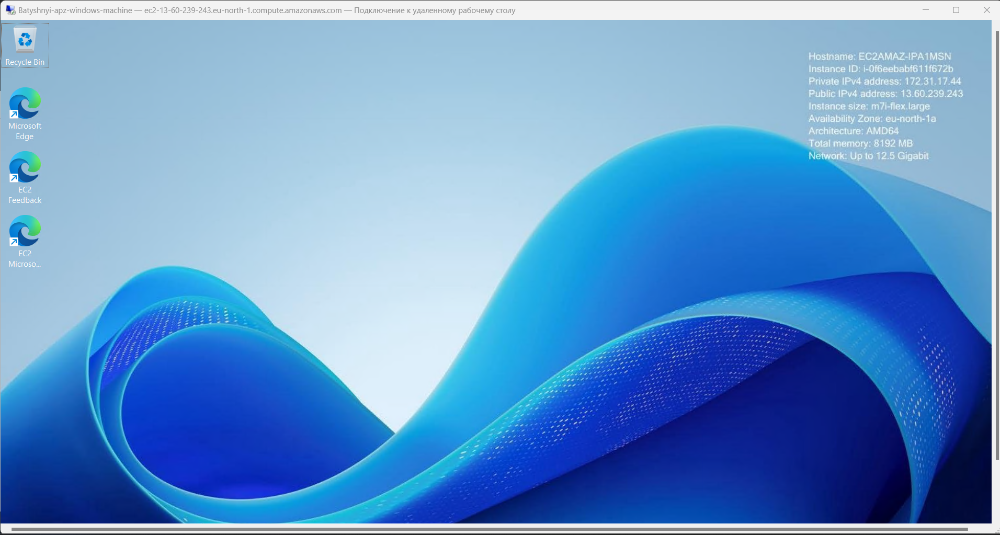 Batyshnyi-apz-windows-machine — ec2-13-60-239-243.eu-north-1.compute.amazonaws.com — Подключение к удаленному рабочему столу
Recycle Bin
Microsoft
Edge
EC2
Feedback
EC2
Microso...
Hostname: EC2AMAZ-IPA1MSN
Instance ID: i-0f6eebabf611f672b
Private IPv4 address: 172.31.17.44
Public IPv4 address: 13.60.239.243
Instance size: m7i-flex.large
Availability Zone: eu-north-1a
Architecture: AMD64
Total memory: 8192 MB
Network: Up to 12.5 Gigabit